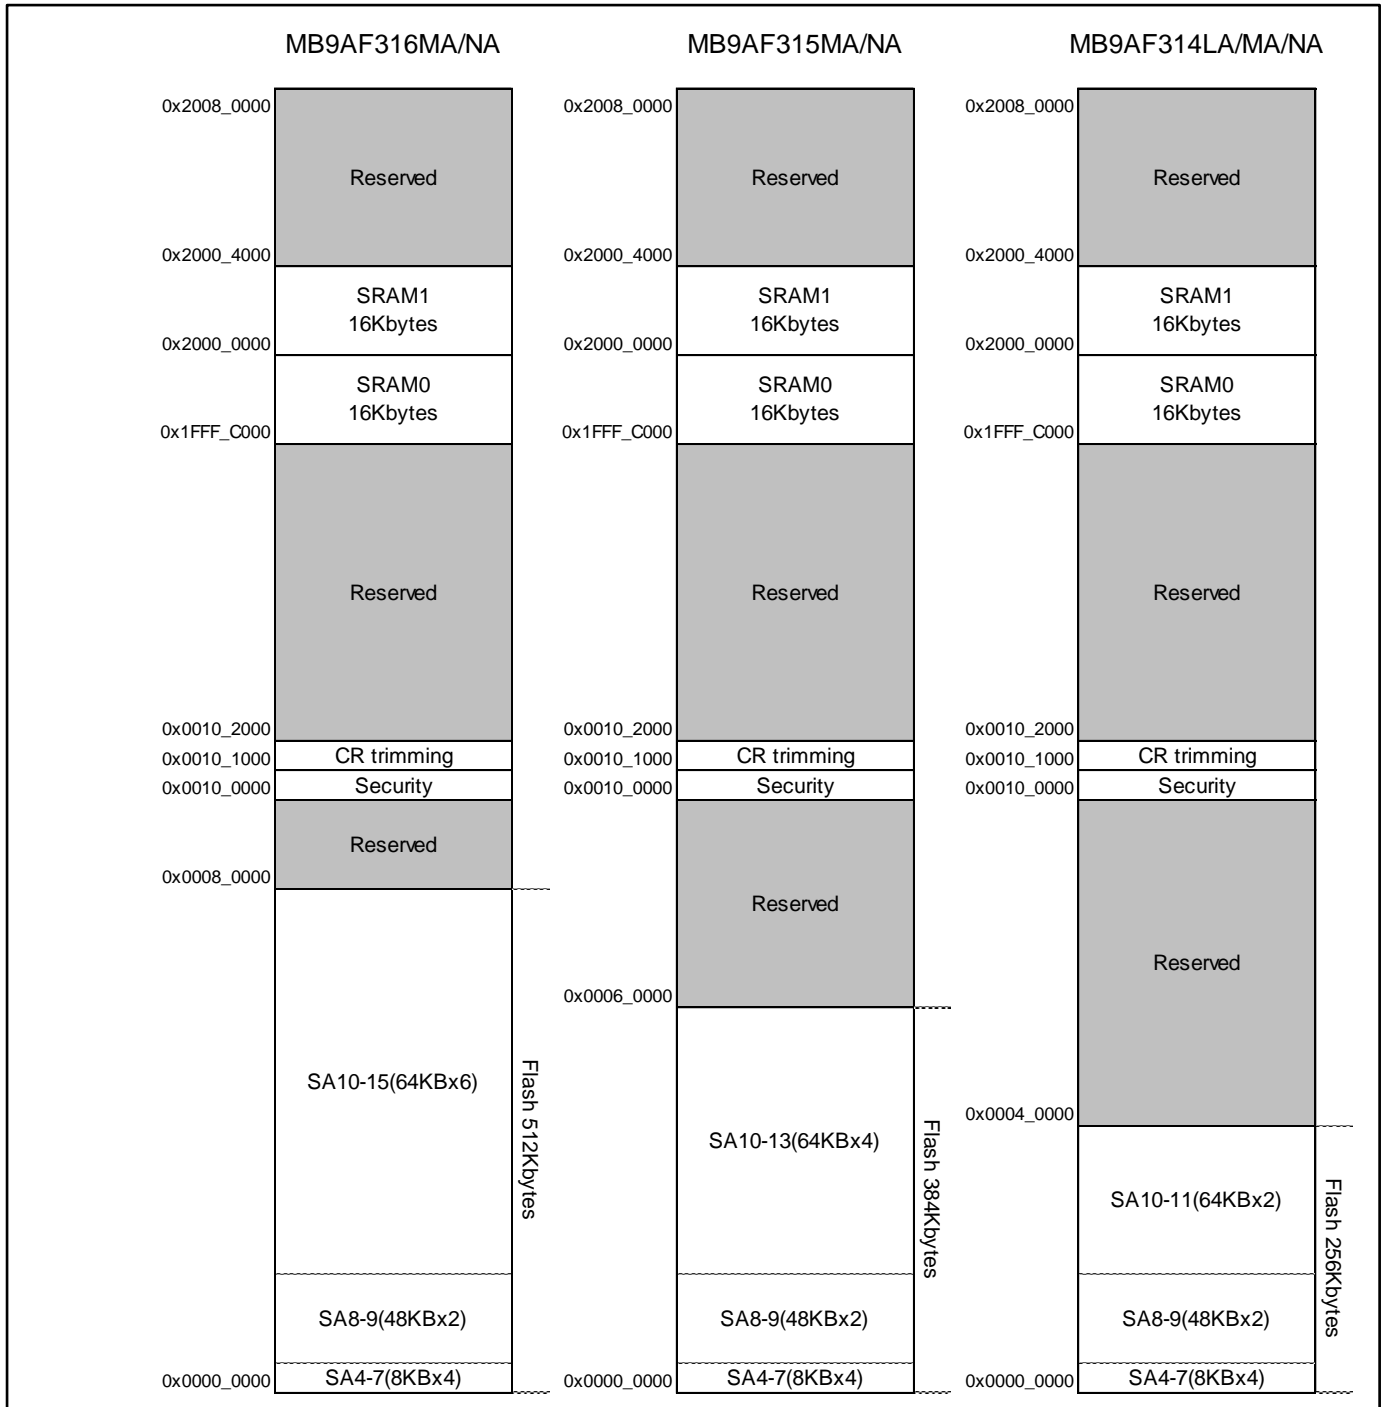 MB9AF316MA/NA
0x2008_0000
Reserved
0x2000_4000
SRAM1
16Kbytes
0x2000_0000
SRAM0
16Kbytes
0x1FFF_C000
Reserved
0x0010_2000
CR trimming
0x0010_1000
Security
0x0010_0000
Reserved
0x0008_0000
SA10-15(64KBx6)
Flash 512Kbytes
SA8-9(48KBx2)
SA4-7(8KBx4)
0x0000_0000
MB9AF315MA/NA
0x2008_0000
Reserved
0x2000_4000
SRAM1
16Kbytes
0x2000_0000
SRAM0
16Kbytes
0x1FFF_C000
Reserved
0x0010_2000
CR trimming
0x0010_1000
Security
0x0010_0000
Reserved
0x0006_0000
SA10-13(64KBx4)
Flash 384Kbytes
SA8-9(48KBx2)
SA4-7(8KBx4)
0x0000_0000
MB9AF314LA/MA/NA
0x2008_0000
Reserved
0x2000_4000
SRAM1
16Kbytes
0x2000_0000
SRAM0
16Kbytes
0x1FFF_C000
Reserved
0x0010_2000
CR trimming
0x0010_1000
Security
0x0010_0000
Reserved
0x0004_0000
SA10-11(64KBx2)
Flash 256Kbytes
SA8-9(48KBx2)
SA4-7(8KBx4)
0x0000_0000